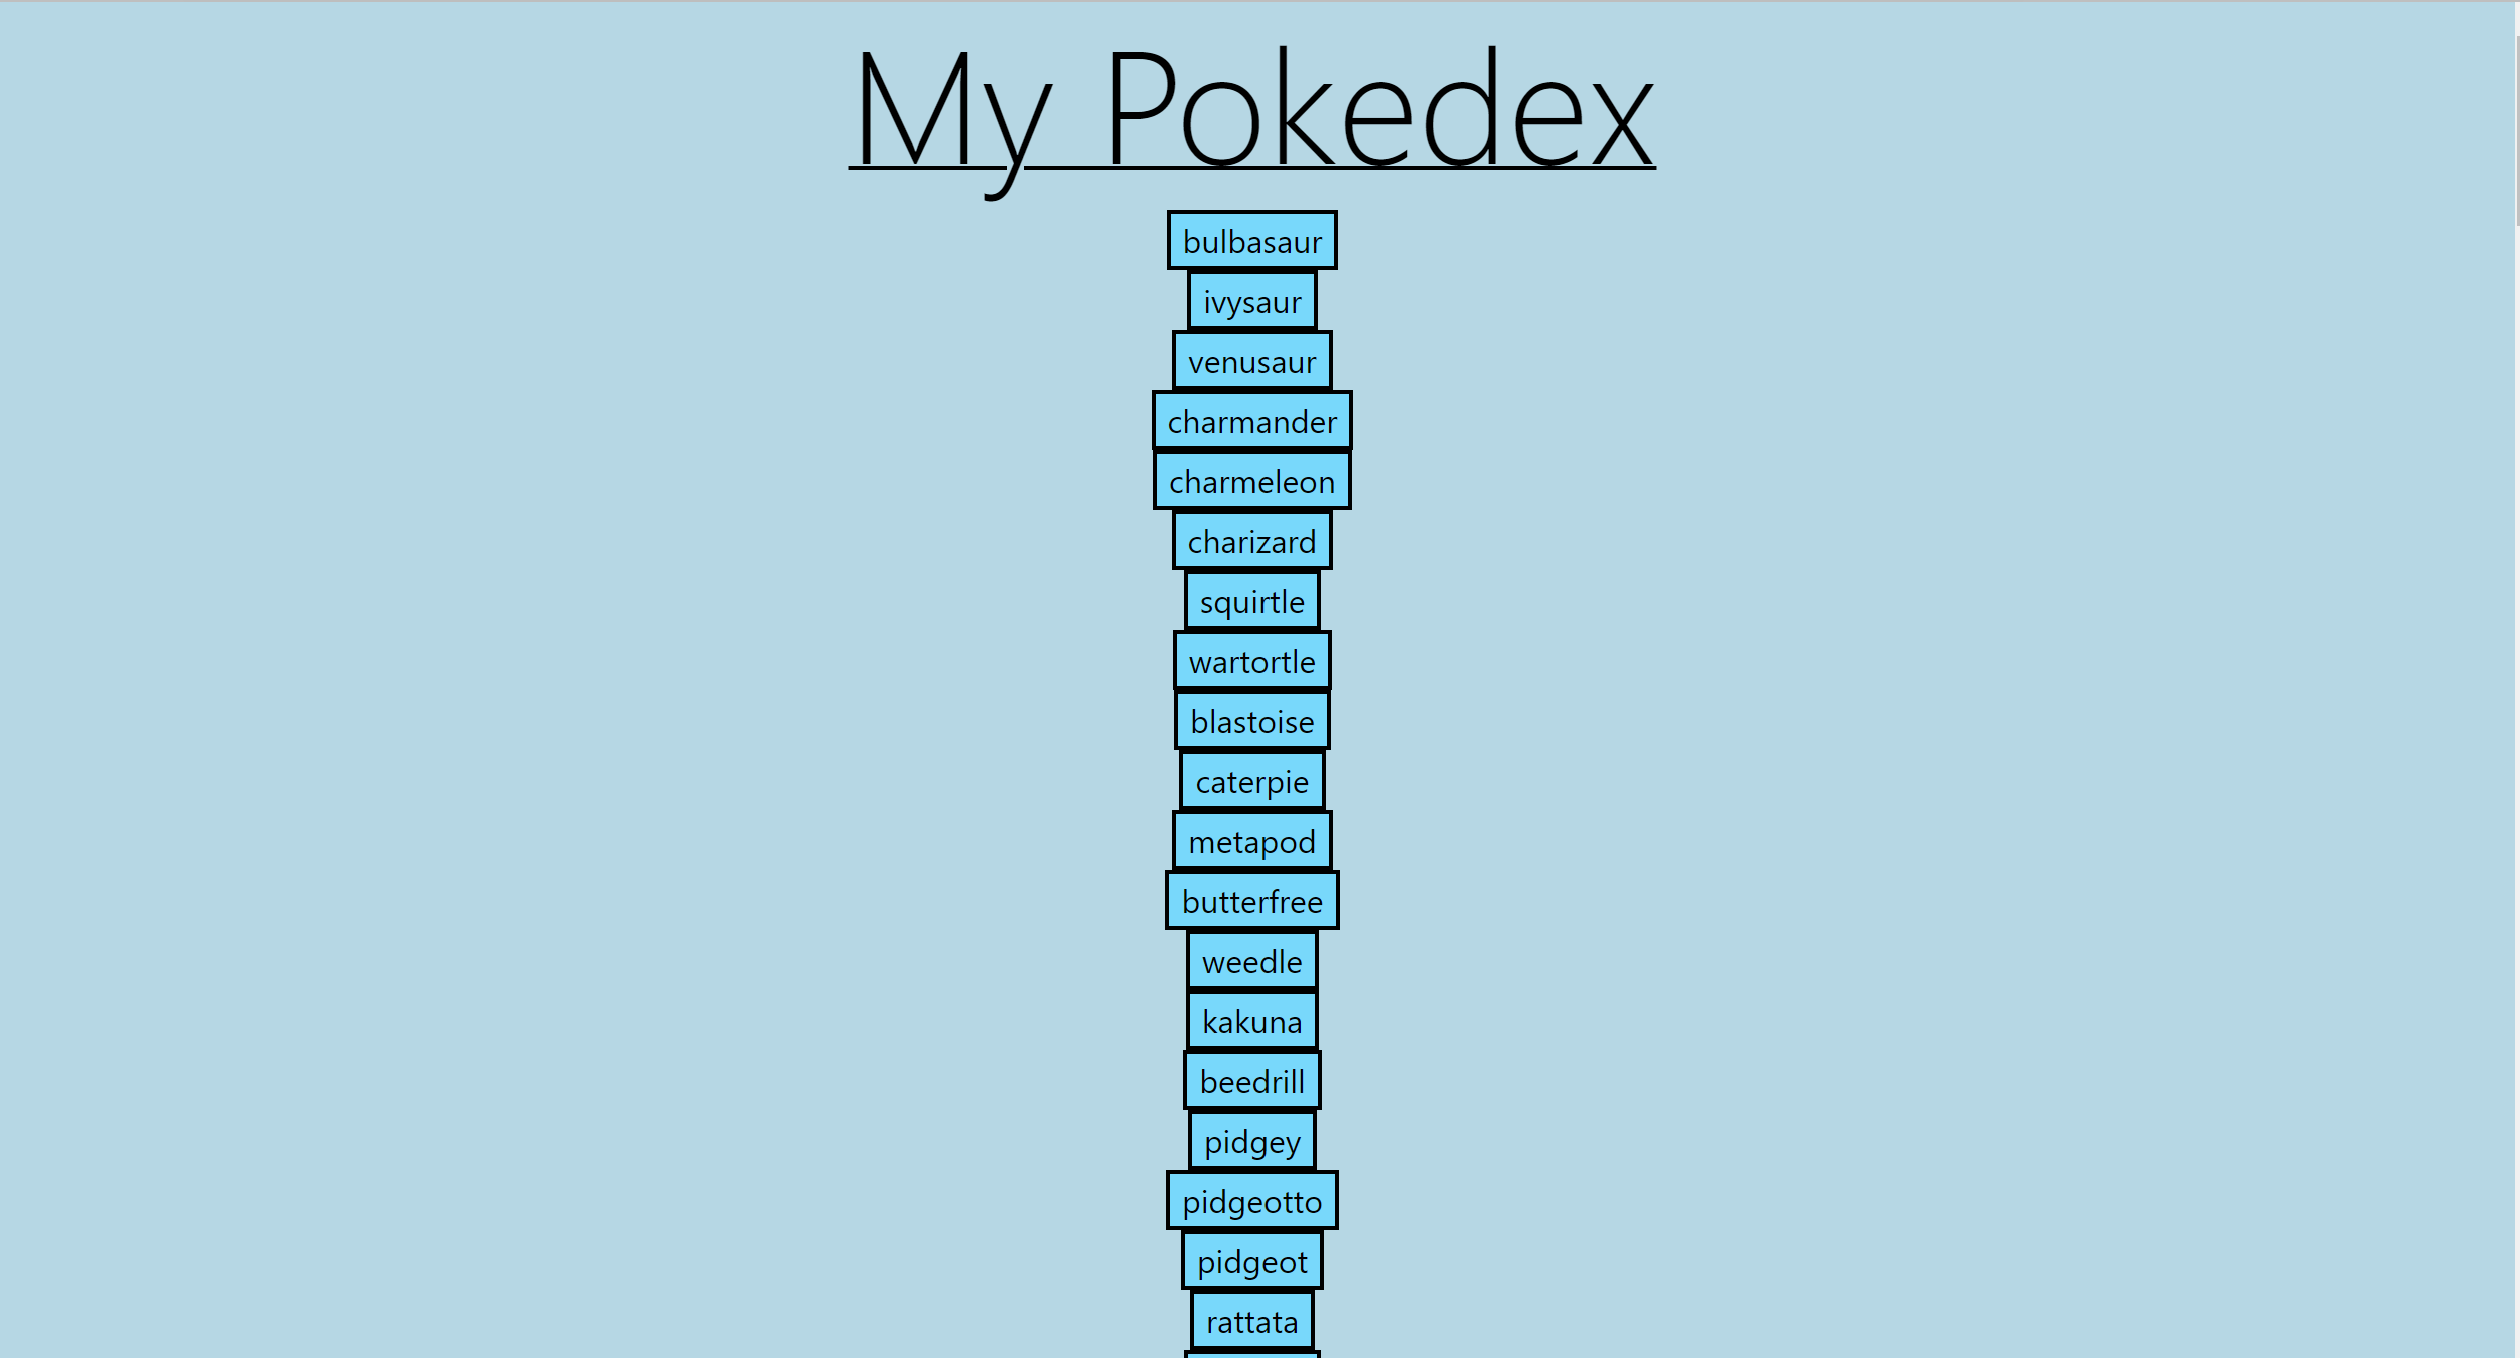 My Pokedex
bulbasaur
ivysaur
venusaur
charmander
charmeleon
charizard
squirtle
wartortle
blastoise
caterpie
metapod
butterfree
weedle
kakuna
beedrill
pidgey
pidgeotto
pidgeot
rattata